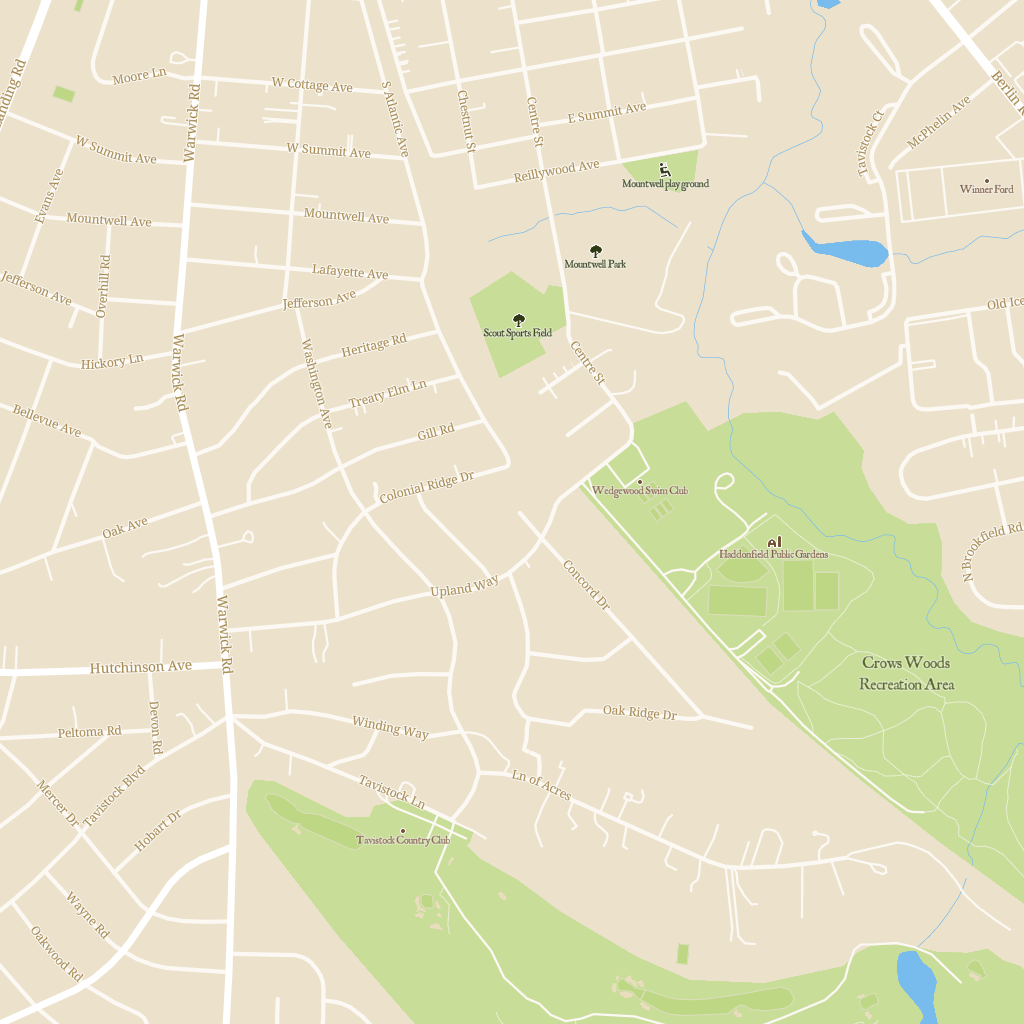 Moore Ln
W Cottage Ave
Warwick Rd
S Atlantic Ave
Chestnut St
Centre St
E Summit Ave
Berlin
McPhelin Ave
Tavistock Ct
W Summit Ave
W Summit Ave
Reillywood Ave
Mountwell playground
Winner Ford
Evans Ave
Mountwell Ave
Mountwell Ave
Mountwell Park
Overhill Rd
Lafayette Ave
Jefferson Ave
Jefferson Ave
Old Ice
Scout Sports Field
Warwick Rd
Washington Ave
Heritage Rd
Centre St
Hickory Ln
Treaty Elm Ln
Bellevue Ave
Gill Rd
Colonial Ridge Dr
Wedgewood Swim Club
Oak Ave
Haddonfield Public Gardens
N Brookfield Rd
Upland Way
Concord Dr
Warwick Rd
Hutchinson Ave
Crows Woods
Recreation Area
Devon Rd
Oak Ridge Dr
Peltoma Rd
Winding Way
Mercer Dr
Tavistock Blvd
Tavistock Ln
Ln of Acres
Hobart Dr
Tavistock Country Club
Wayne Rd
Oakwood Rd